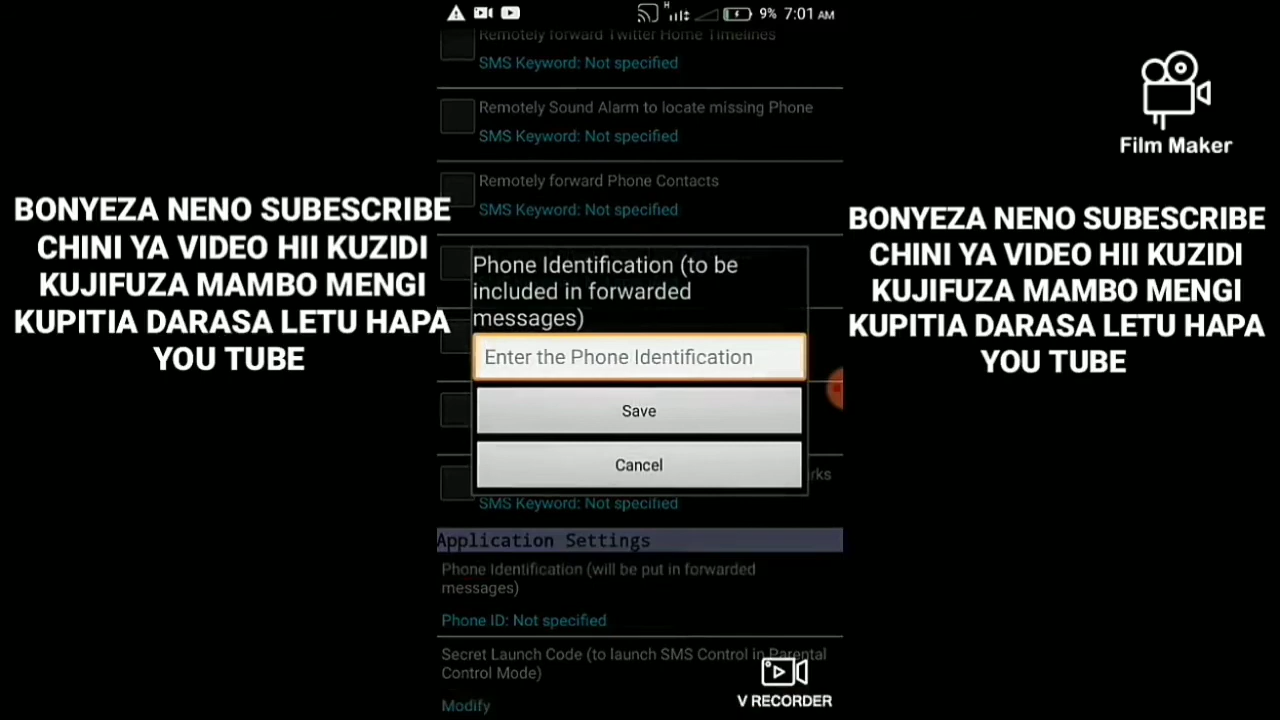 H
9% 7:01 AM
Remotely forward Twitter Home Timelines
SMS Keyword: Not specified
Remotely Sound Alarm to locate missing Phone
SMS Keyword: Not specified
Remotely forward Phone Contacts
SMS Keyword: Not specified
Film Maker
BONYEZA NENO SUBESCRIBE
CHINI YA VIDEO HII KUZIDI
KUJIFUZA MAMBO MENGI
KUPITIA DARASA LETU HAPA
YOU TUBE
Phone Identification (to be
included in forwarded
messages)
Enter the Phone Identification
Save
Cancel
rks
SMS Keyword: Not specified
Application Settings
Phone Identification (will be put in forwarded
messages)
Phone ID: Not specified
Secret Launch Code (to launch SMS Control in Parental
Control Mode)
Modify
V RECORDER
BONYEZA NENO SUBESCRIBE
CHINI YA VIDEO HII KUZIDI
KUJIFUZA MAMBO MENGI
KUPITIA DARASA LETU HAPA
YOU TUBE